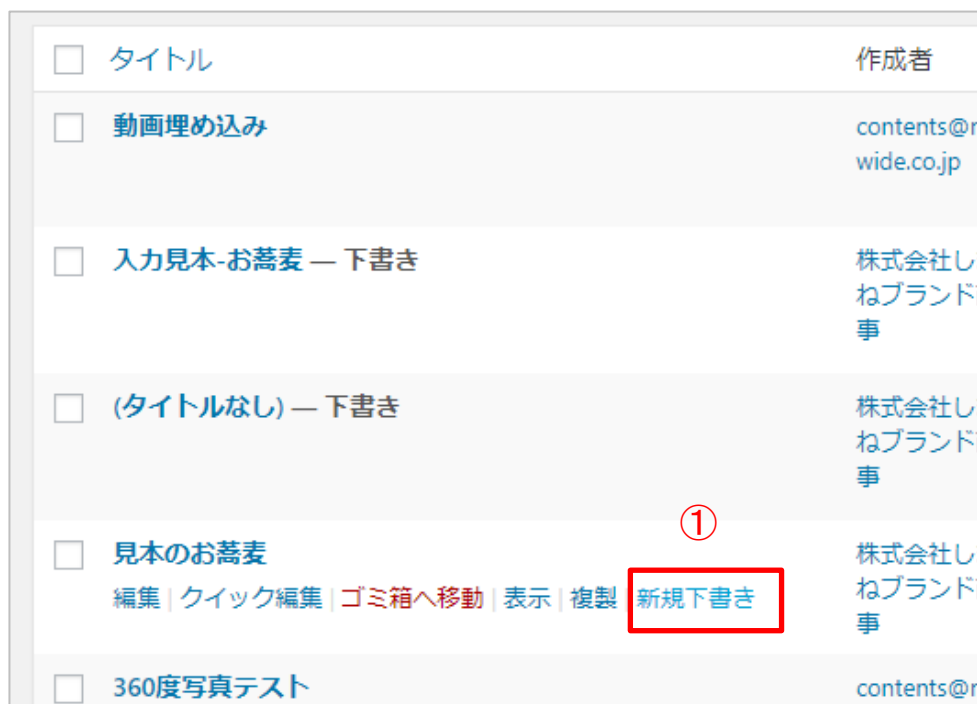 タイトル 作成者
動画埋め込み contents@r
wide.co.jp
入力見本-お蕎麦 — 下書き 株式会社し
ねブランド
事
(タイトルなし) — 下書き 株式会社し
ねブランド
事
①
見本のお蕎麦 株式会社し
編集 | クイック編集 | ゴミ箱へ移動 | 表示 | 複製 | 新規下書き ねブランド
事
360度写真テスト contents@r